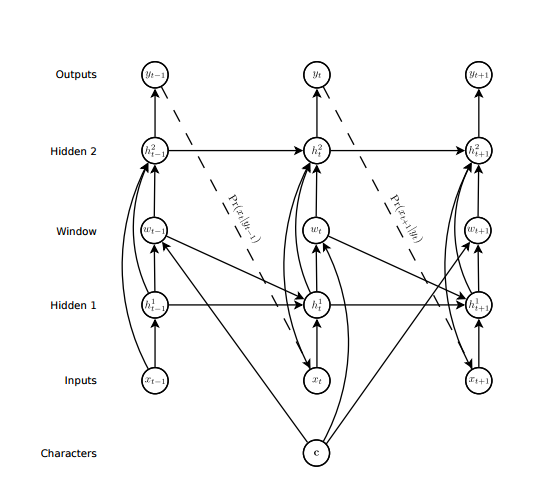 Outputs y_{t−1} y_t y_{t+1}
Pr(x_t|y_{t−1}) Pr(x_{t+1}|y_t)
Hidden 2 h^2_{t−1} h^2_t h^2_{t+1}
Window w_{t−1} w_t w_{t+1}
Hidden 1 h^1_{t−1} h^1_t h^1_{t+1}
Inputs x_{t−1} x_t x_{t+1}
Characters c